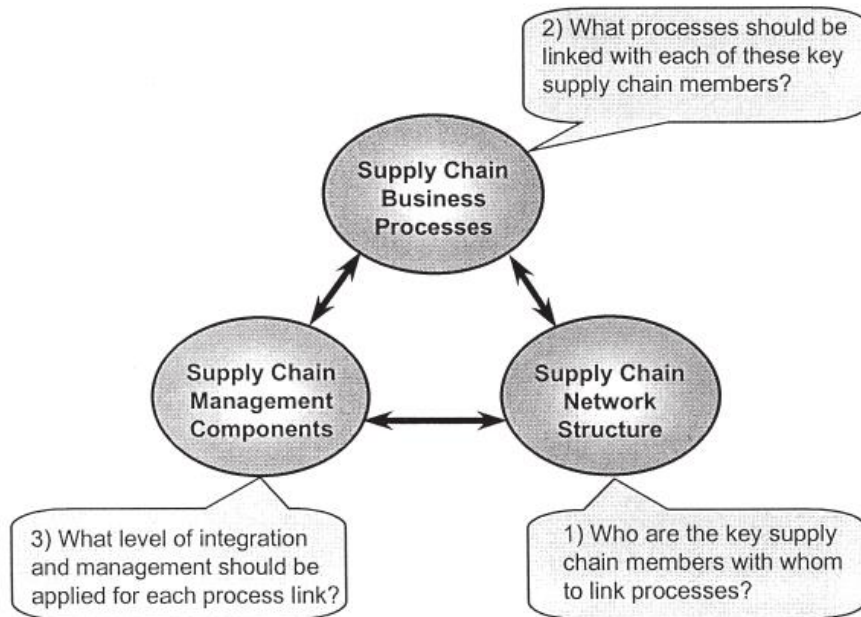 2) What processes should be
linked with each of these key
supply chain members?
Supply Chain
Business
Processes
Supply Chain
Management
Components
Supply Chain
Network
Structure
3) What level of integration
and management should be
applied for each process link?
1) Who are the key supply
chain members with whom
to link processes?